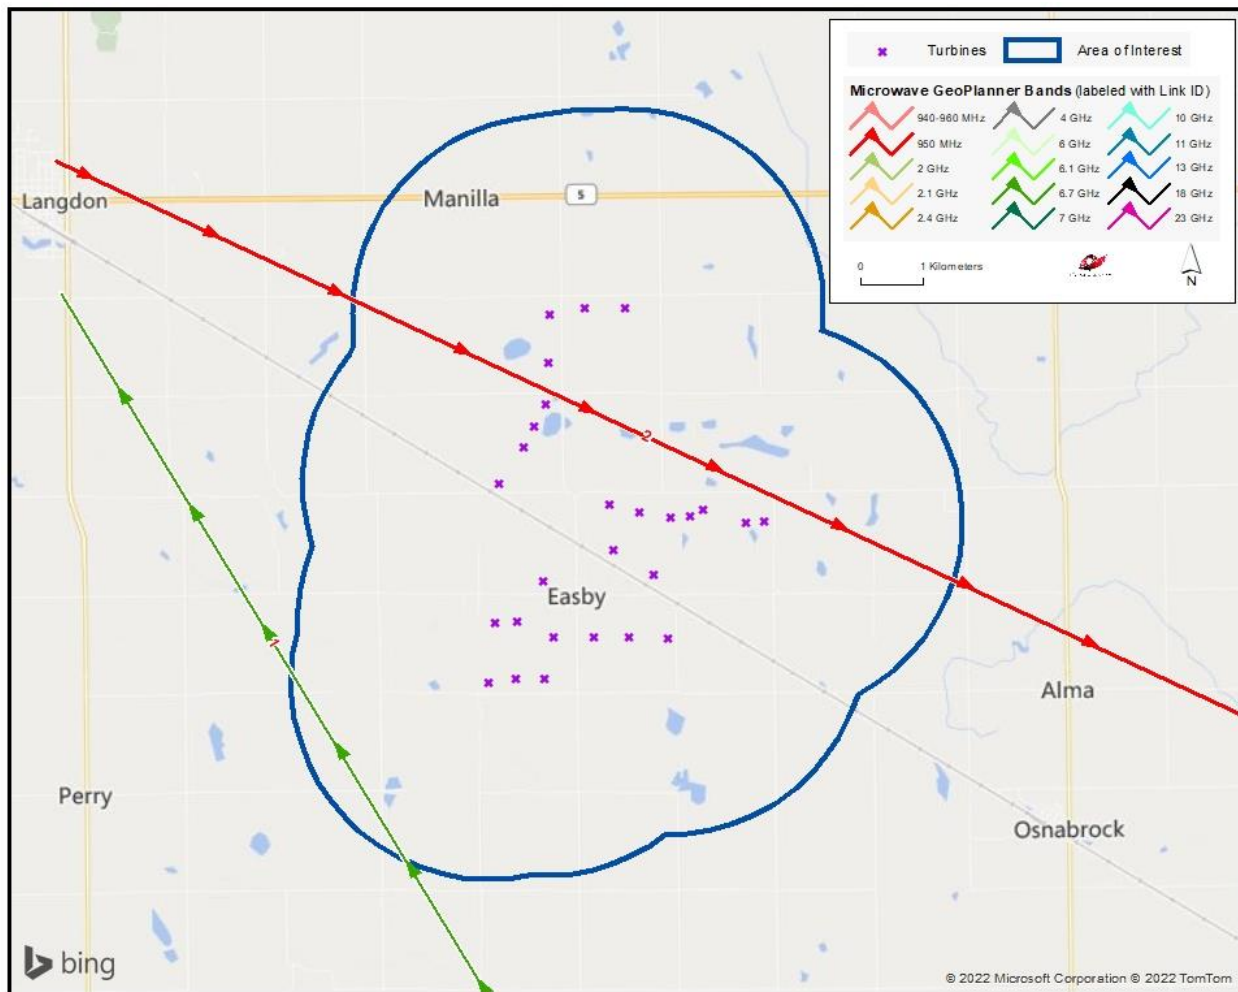 Turbines Area of Interest
Microwave GeoPlanner Bands (labeled with Link ID)
940-960 MHz 4 GHz 10 GHz
950 MHz 6 GHz 11 GHz
2 GHz 6.1 GHz 13 GHz
2.1 GHz 6.7 GHz 18 GHz
2.4 GHz 7 GHz 23 GHz
0 1 Kilometers
N
Langdon
Manilla
5
2
Easby
1
Alma
Perry
Osnabrock
bing
© 2022 Microsoft Corporation © 2022 TomTom